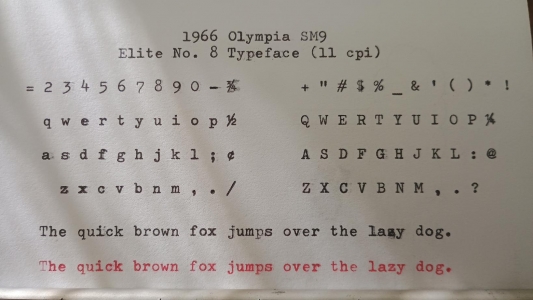 1966 Olympia SM9
Elite No. 8 Typeface (11 cpi)
= 2 3 4 5 6 7 8 9 0 - ¾ + " # $ % _ & ' ( ) * !
q w e r t y u i o p ½ Q W E R T Y U I O P ¼
a s d f g h j k l ; ¢ A S D F G H J K L : @
z x c v b n m , . / Z X C V B N M , . ?
The quick brown fox jumps over the lazy dog.
The quick brown fox jumps over the lazy dog.